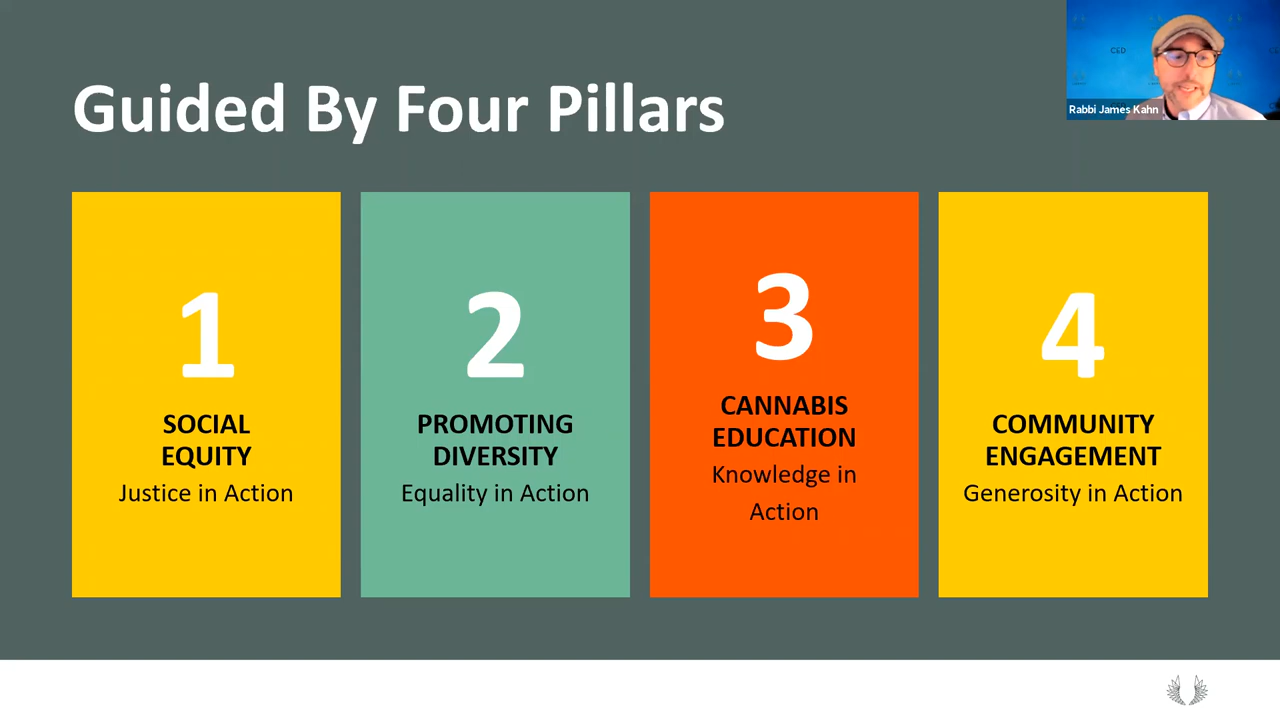 Guided By Four Pillars
CED
Rabbi James Kahn
1
SOCIAL
EQUITY
Justice in Action
2
PROMOTING
DIVERSITY
Equality in Action
3
CANNABIS
EDUCATION
Knowledge in
Action
4
COMMUNITY
ENGAGEMENT
Generosity in Action